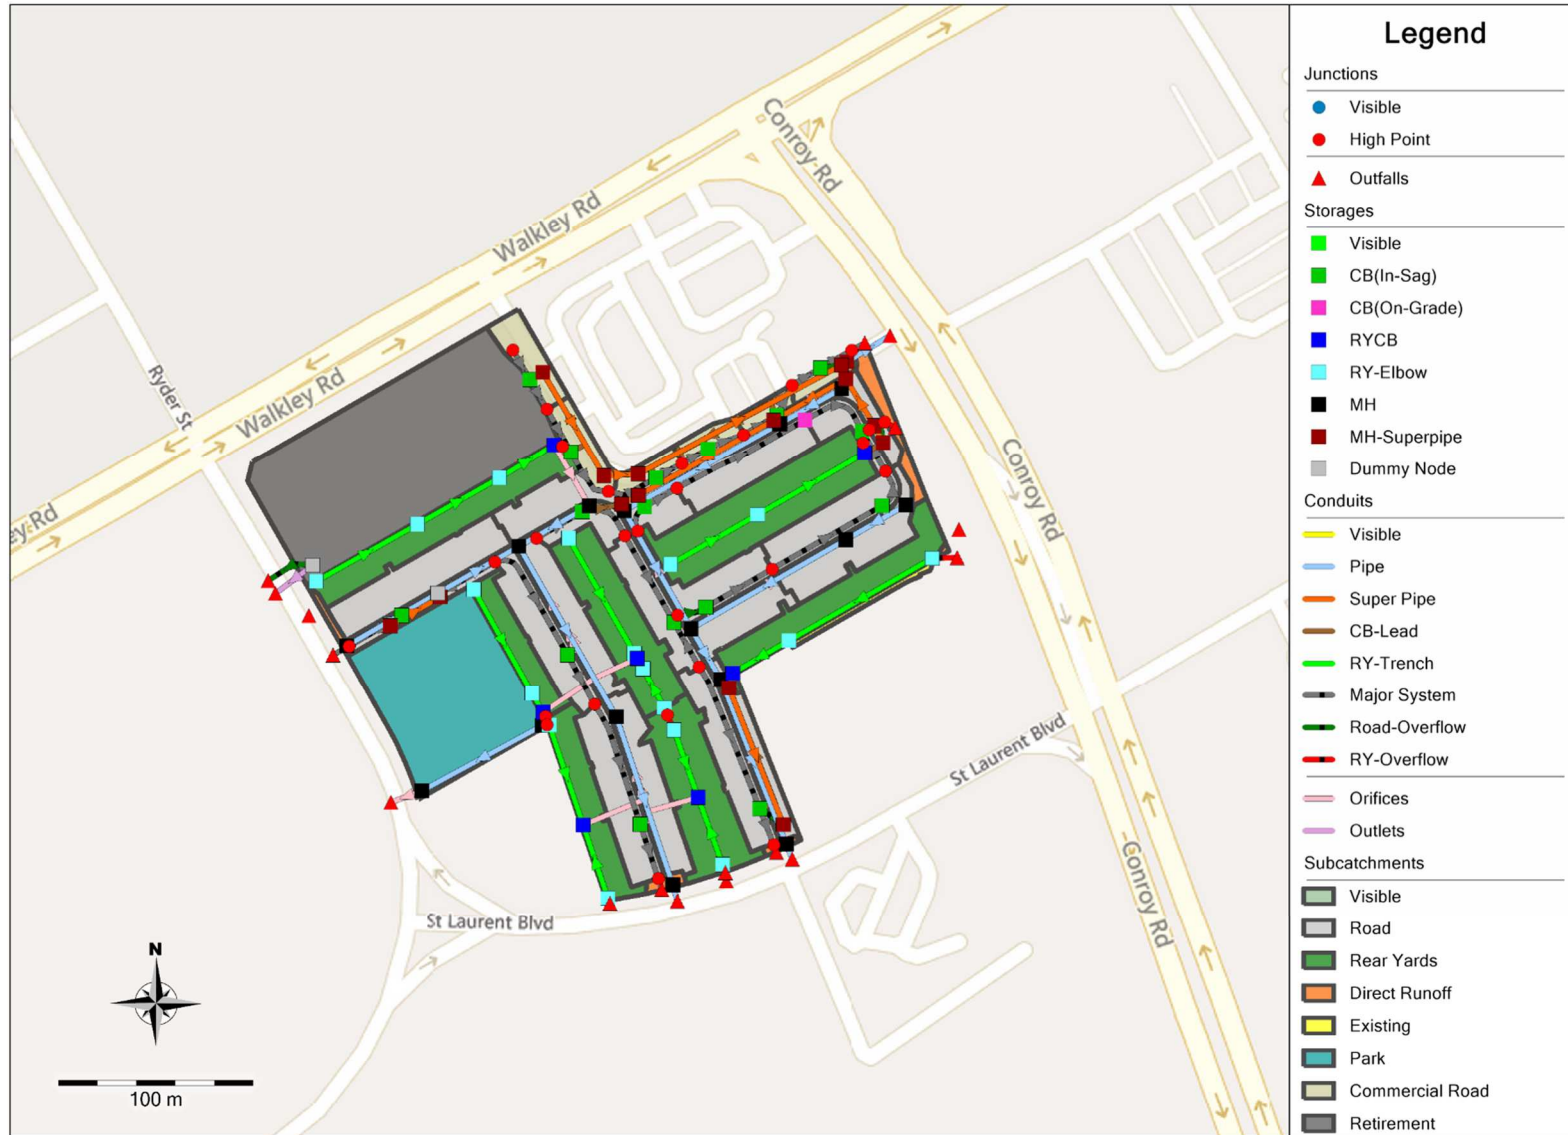 Conroy Rd
Walkley Rd
Walkley Rd
Ryder St
ey Rd
Conroy Rd
St Laurent Blvd
St Laurent Blvd
Conroy Rd
N
100 m
Legend
Junctions
Visible
High Point
Outfalls
Storages
Visible
CB(In-Sag)
CB(On-Grade)
RYCB
RY-Elbow
MH
MH-Superpipe
Dummy Node
Conduits
Visible
Pipe
Super Pipe
CB-Lead
RY-Trench
Major System
Road-Overflow
RY-Overflow
Orifices
Outlets
Subcatchments
Visible
Road
Rear Yards
Direct Runoff
Existing
Park
Commercial Road
Retirement